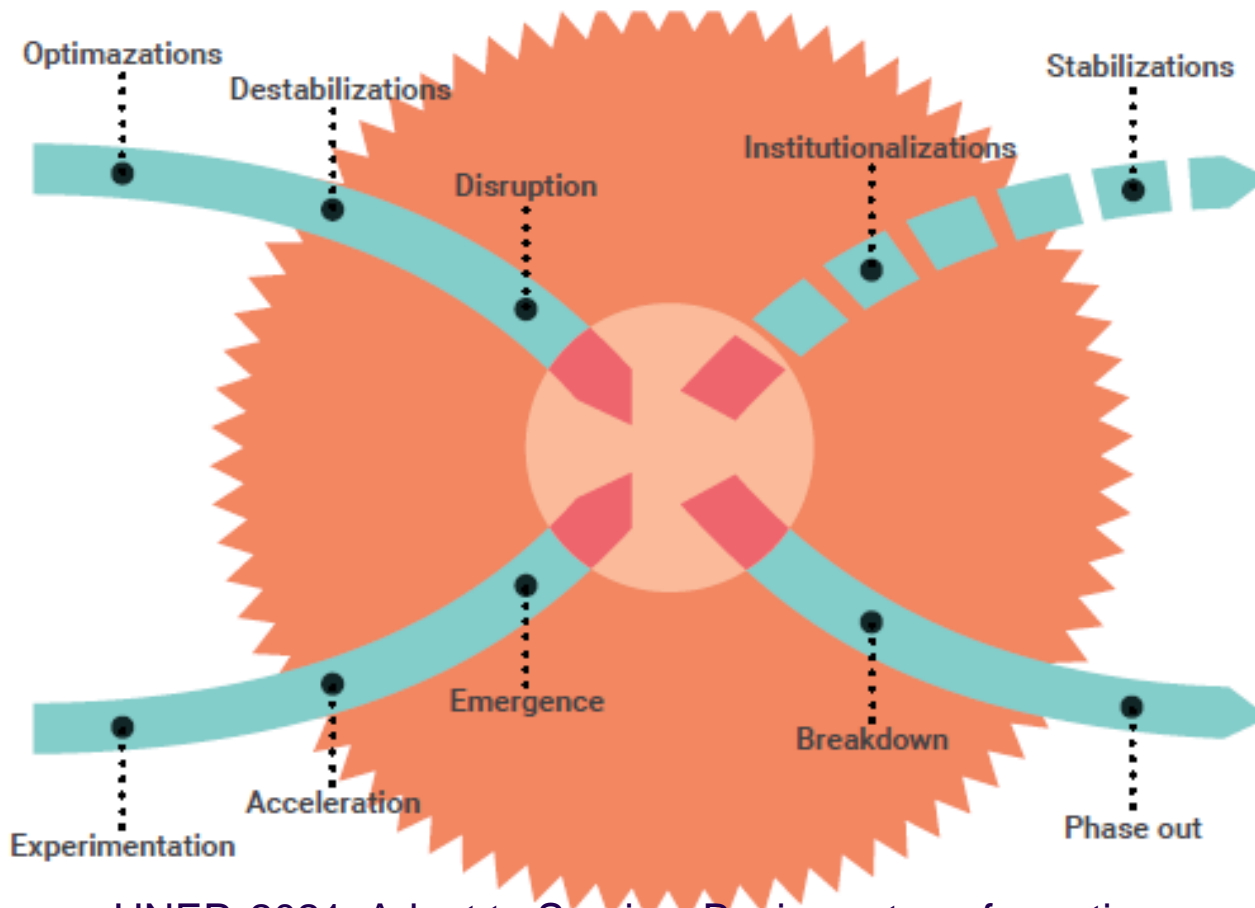 Optimazations
Destabilizations
Disruption
Institutionalizations
Stabilizations
Emergence
Breakdown
Acceleration
Experimentation
Phase out